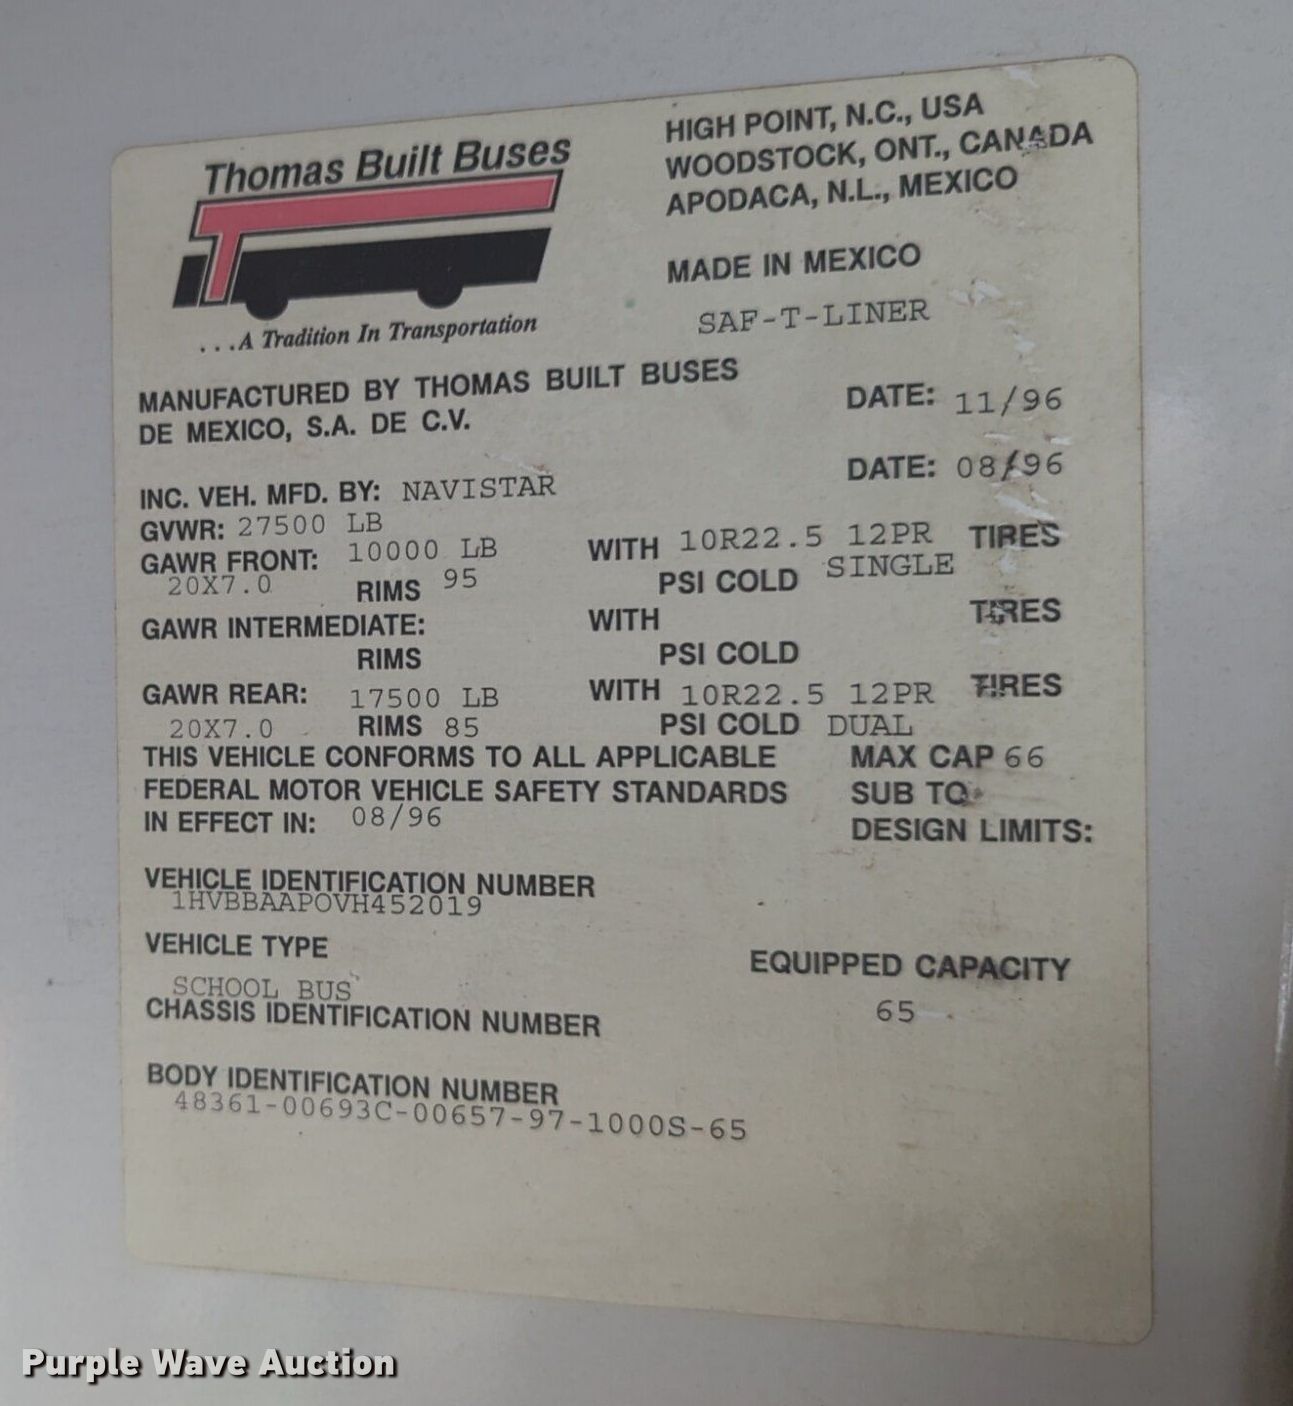 Thomas Built Buses
...A Tradition In Transportation
HIGH POINT, N.C., USA
WOODSTOCK, ONT., CANADA
APODACA, N.L., MEXICO
MADE IN MEXICO
SAF-T-LINER
MANUFACTURED BY THOMAS BUILT BUSES
DE MEXICO, S.A. DE C.V.
DATE: 11/96
INC. VEH. MFD. BY: NAVISTAR
DATE: 08/96
GVWR: 27500 LB
GAWR FRONT: 10000 LB WITH 10R22.5 12PR TIRES
20X7.0 RIMS 95 PSI COLD SINGLE
GAWR INTERMEDIATE: WITH TIRES
RIMS PSI COLD
GAWR REAR: 17500 LB WITH 10R22.5 12PR TIRES
20X7.0 RIMS 85 PSI COLD DUAL
THIS VEHICLE CONFORMS TO ALL APPLICABLE
FEDERAL MOTOR VEHICLE SAFETY STANDARDS
IN EFFECT IN: 08/96
MAX CAP 66
SUB TO
DESIGN LIMITS:
VEHICLE IDENTIFICATION NUMBER
1HVBBAAP0VH452019
VEHICLE TYPE
SCHOOL BUS
EQUIPPED CAPACITY
65
CHASSIS IDENTIFICATION NUMBER
BODY IDENTIFICATION NUMBER
48361-00693C-00657-97-1000S-65
Purple Wave Auction